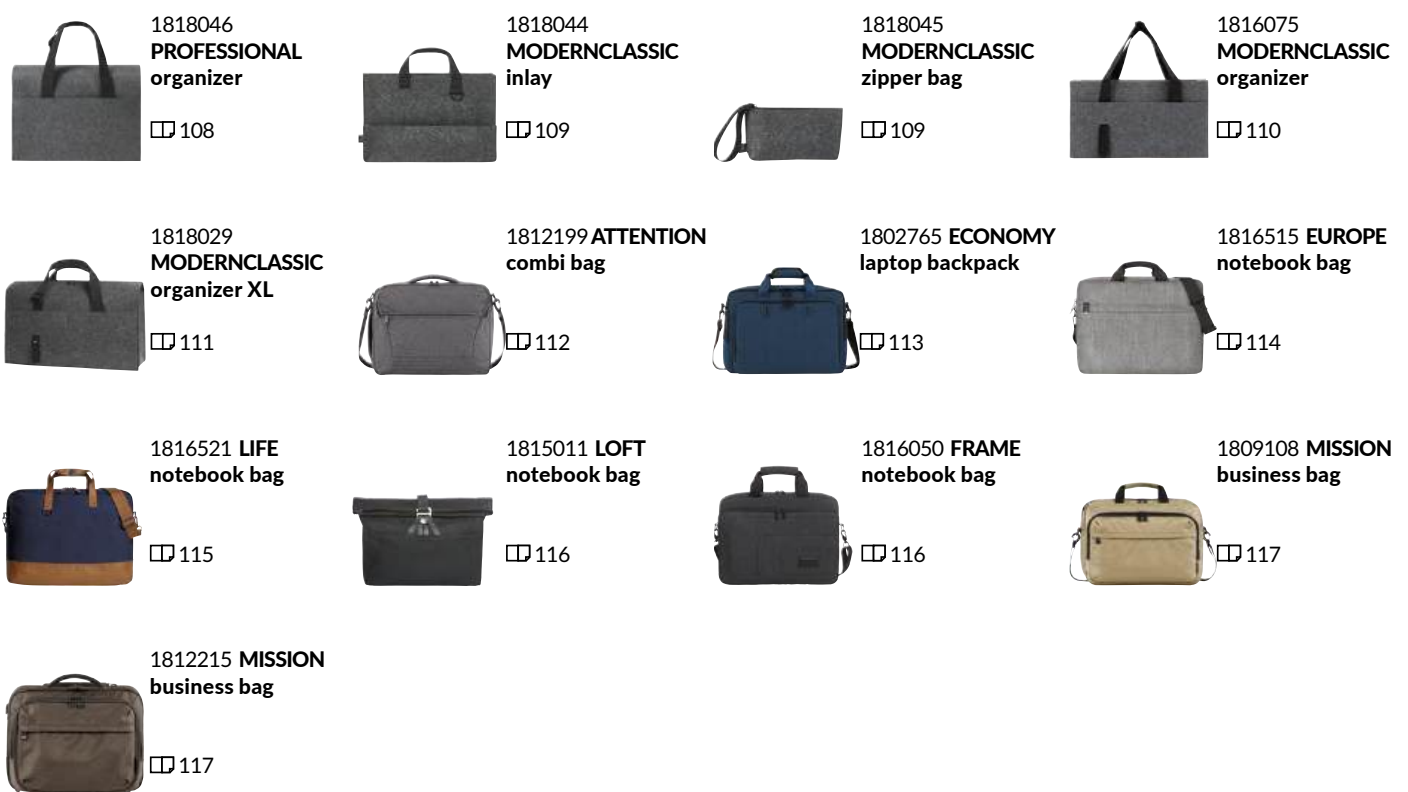 1818046
PROFESSIONAL
organizer
108
1818044
MODERNCLASSIC
inlay
109
1818045
MODERNCLASSIC
zipper bag
109
1816075
MODERNCLASSIC
organizer
110
1818029
MODERNCLASSIC
organizer XL
111
1812199 ATTENTION
combi bag
112
1802765 ECONOMY
laptop backpack
113
1816515 EUROPE
notebook bag
114
1816521 LIFE
notebook bag
115
1815011 LOFT
notebook bag
116
1816050 FRAME
notebook bag
116
1809108 MISSION
business bag
117
1812215 MISSION
business bag
117